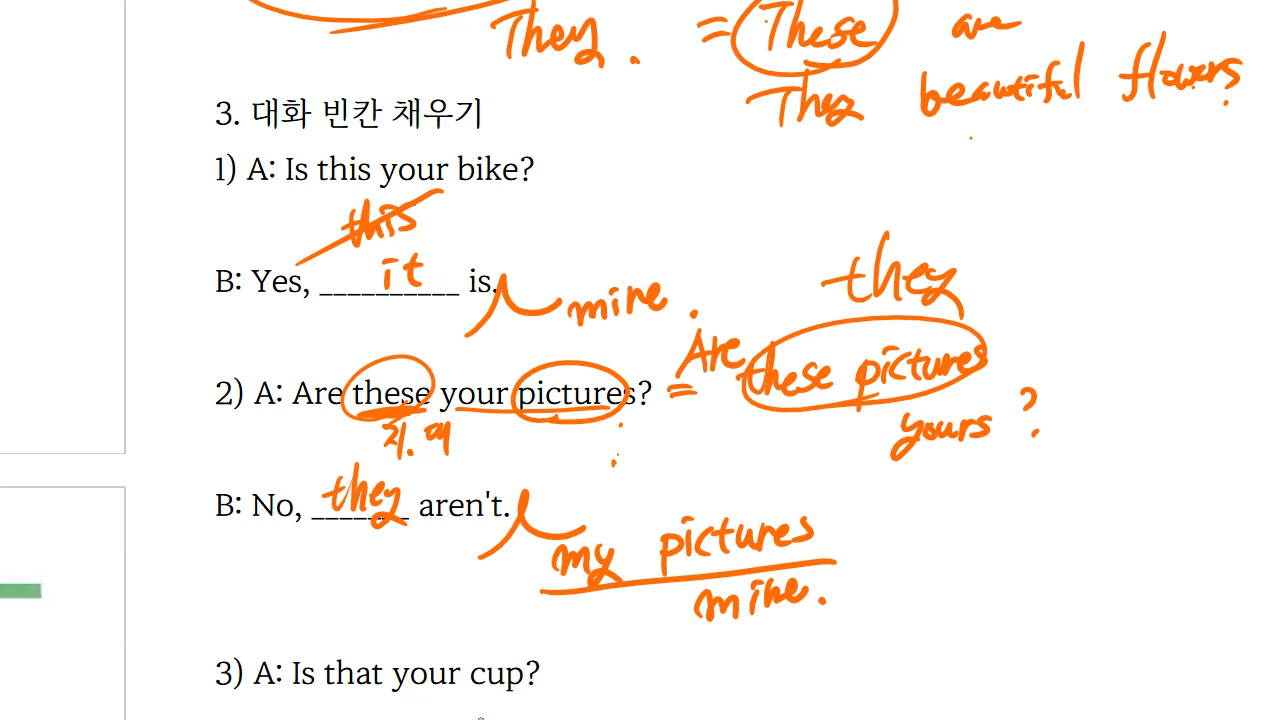 They. = These are
They beautiful flowers.
3. 대화 빈칸 채우기
1) A: Is this your bike?
this
B: Yes, __________ is.
it
mine.
they
2) A: Are these your pictures?
= Are these pictures
yours?
B: No, _______ aren't.
they
my pictures
mine.
3) A: Is that your cup?